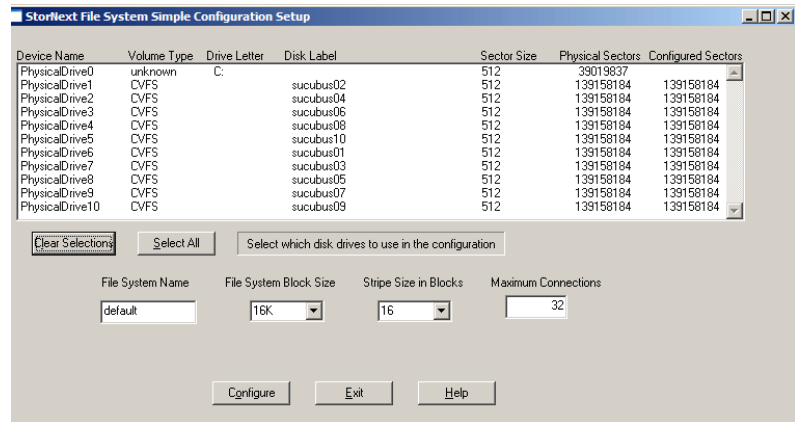 StorNext File System Simple Configuration Setup
Device Name Volume Type Drive Letter Disk Label Sector Size Physical Sectors Configured Sectors
PhysicalDrive0 unknown C: 512 39019837
PhysicalDrive1 CVFS sucubus02 512 139158184 139158184
PhysicalDrive2 CVFS sucubus04 512 139158184 139158184
PhysicalDrive3 CVFS sucubus06 512 139158184 139158184
PhysicalDrive4 CVFS sucubus08 512 139158184 139158184
PhysicalDrive5 CVFS sucubus10 512 139158184 139158184
PhysicalDrive6 CVFS sucubus01 512 139158184 139158184
PhysicalDrive7 CVFS sucubus03 512 139158184 139158184
PhysicalDrive8 CVFS sucubus05 512 139158184 139158184
PhysicalDrive9 CVFS sucubus07 512 139158184 139158184
PhysicalDrive10 CVFS sucubus09 512 139158184 139158184
Clear Selections Select All Select which disk drives to use in the configuration
File System Name File System Block Size Stripe Size in Blocks Maximum Connections
default 16K 16 32
Configure Exit Help